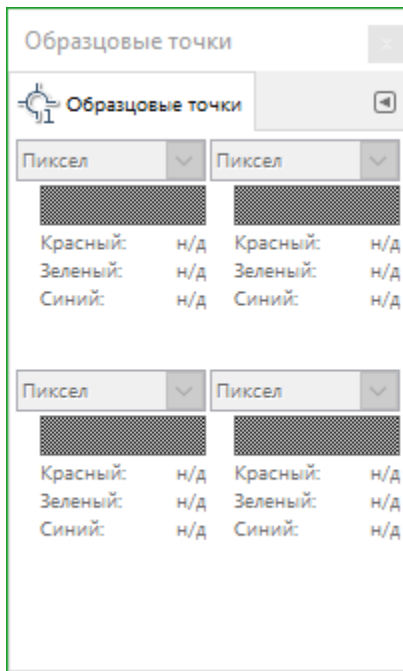 Образцовые точки
Образцовые точки
Пиксел Пиксел
Красный: н/д Красный: н/д
Зеленый: н/д Зеленый: н/д
Синий: н/д Синий: н/д
Пиксел Пиксел
Красный: н/д Красный: н/д
Зеленый: н/д Зеленый: н/д
Синий: н/д Синий: н/д